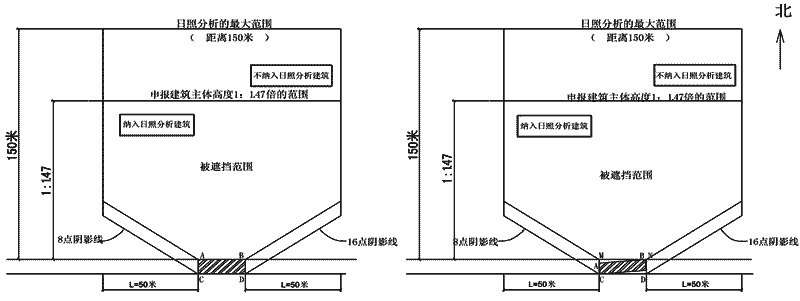 日照分析的最大范围
（ 距离150米 ）
不纳入日照分析建筑
申报建筑主体高度1：1.47倍的范围
纳入日照分析建筑
150米
1：1.47
被遮挡范围
8点阴影线
16点阴影线
A B
C D
L=50米
L=50米
北
日照分析的最大范围
（ 距离150米 ）
不纳入日照分析建筑
申报建筑主体高度1：1.47倍的范围
纳入日照分析建筑
150米
1：1.47
被遮挡范围
8点阴影线
16点阴影线
M B N
A
C D
L=50米
L=50米